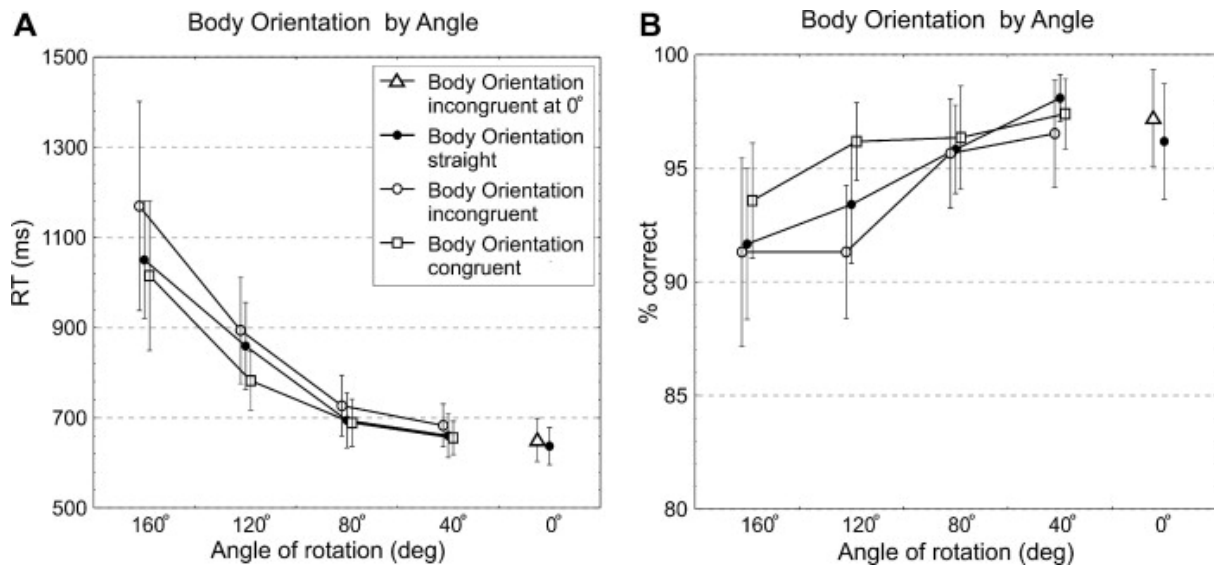 A
Body Orientation by Angle
1500
1300
1100
900
700
500
RT (ms)
Body Orientation
incongruent at 0°
Body Orientation
straight
Body Orientation
incongruent
Body Orientation
congruent
160° 120° 80° 40° 0°
Angle of rotation (deg)
B
Body Orientation by Angle
100
95
90
85
80
% correct
160° 120° 80° 40° 0°
Angle of rotation (deg)